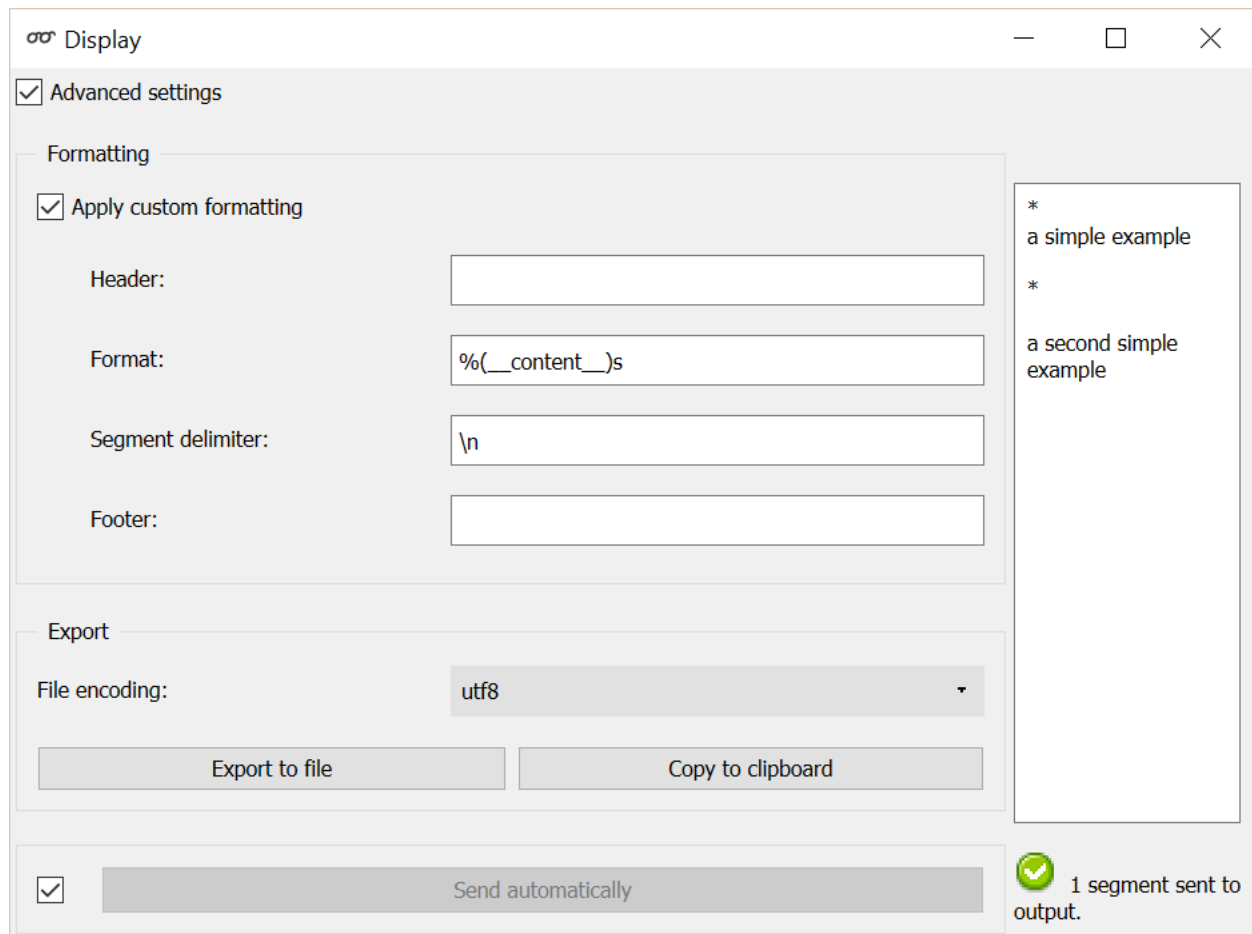 Display
Advanced settings
Formatting
Apply custom formatting
Header:
Format:
%(__content__)s
Segment delimiter:
\n
Footer:
Export
File encoding:
utf8
Export to file
Copy to clipboard
Send automatically
*
a simple example
*
a second simple
example
1 segment sent to
output.